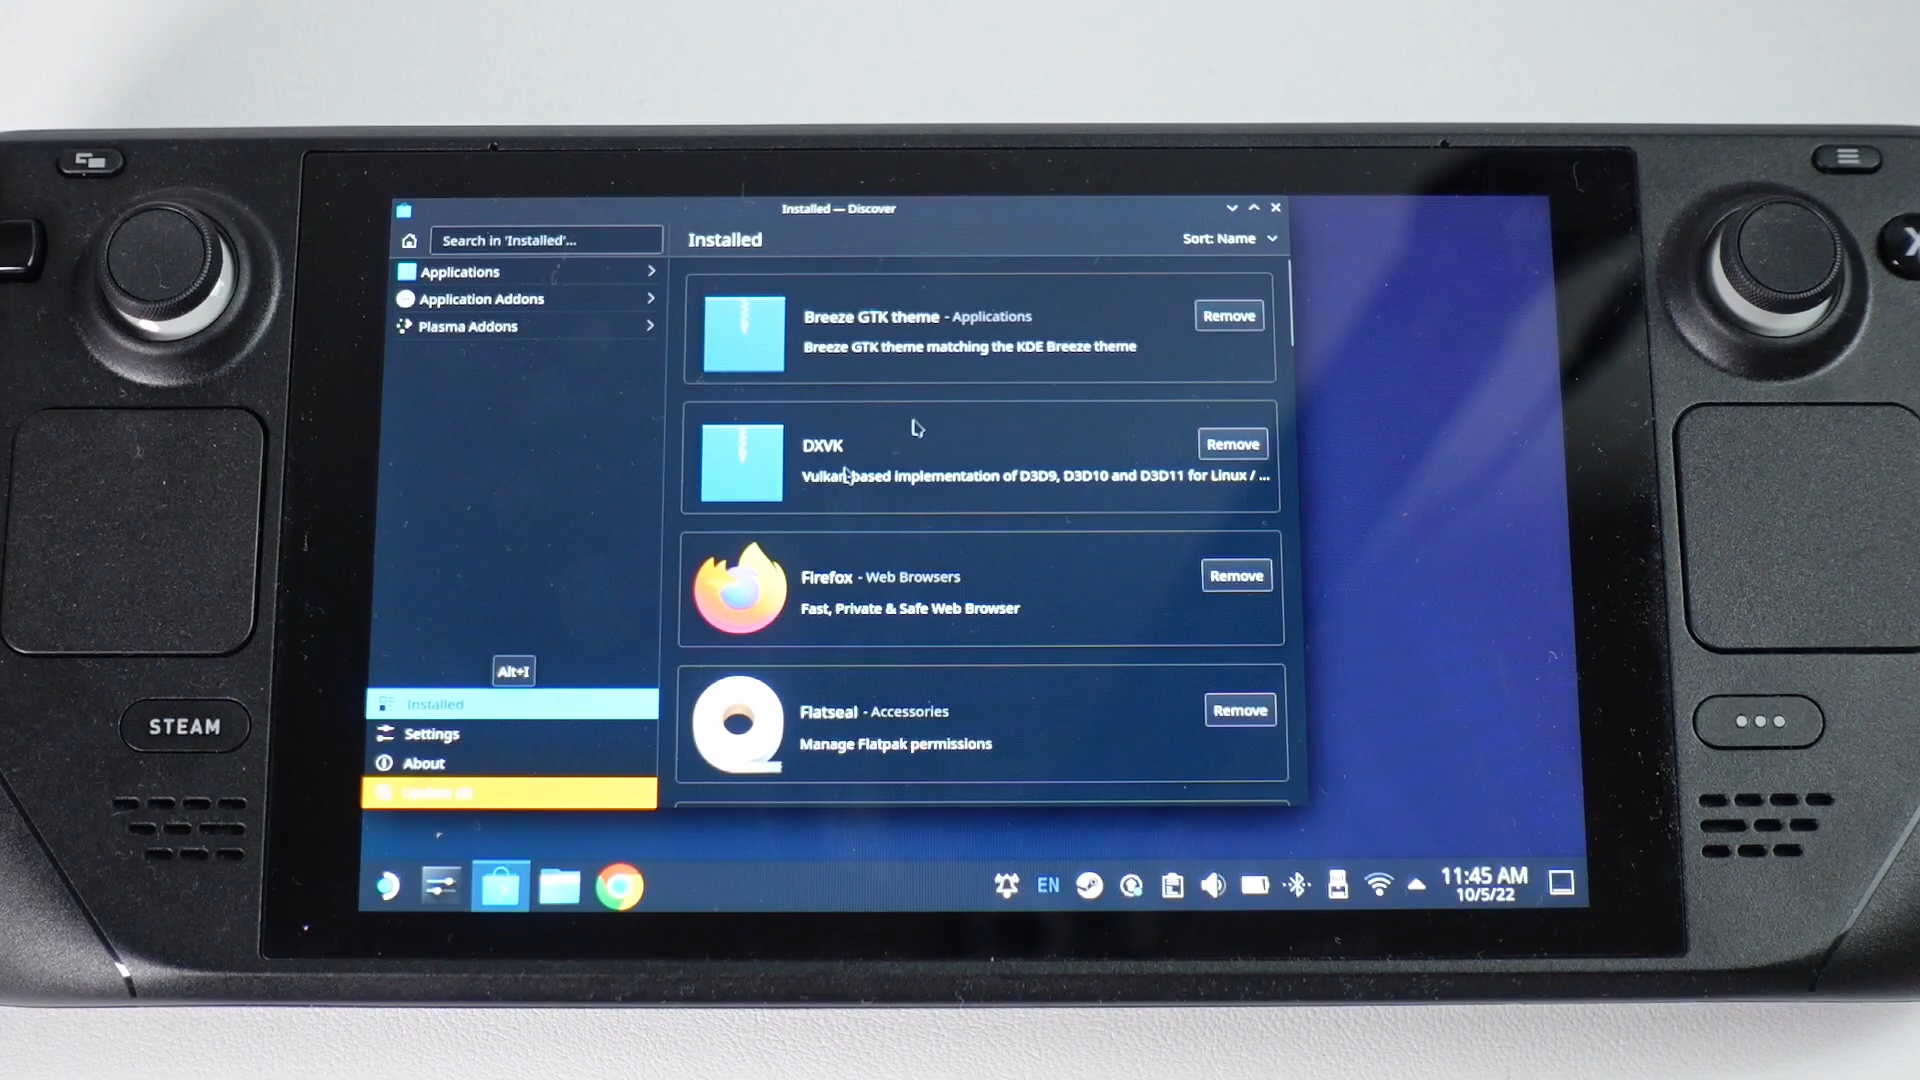 Installed — Discover
Search in 'Installed'...
Installed
Sort: Name
Applications
Application Addons
Plasma Addons
Breeze GTK theme - Applications
Remove
Breeze GTK theme matching the KDE Breeze theme
DXVK
Remove
Vulkan-based implementation of D3D9, D3D10 and D3D11 for Linux / ...
Firefox - Web Browsers
Remove
Fast, Private & Safe Web Browser
Flatseal - Accessories
Remove
Manage Flatpak permissions
Alt+I
Installed
Settings
About
STEAM
X
EN
11:45 AM
10/5/22